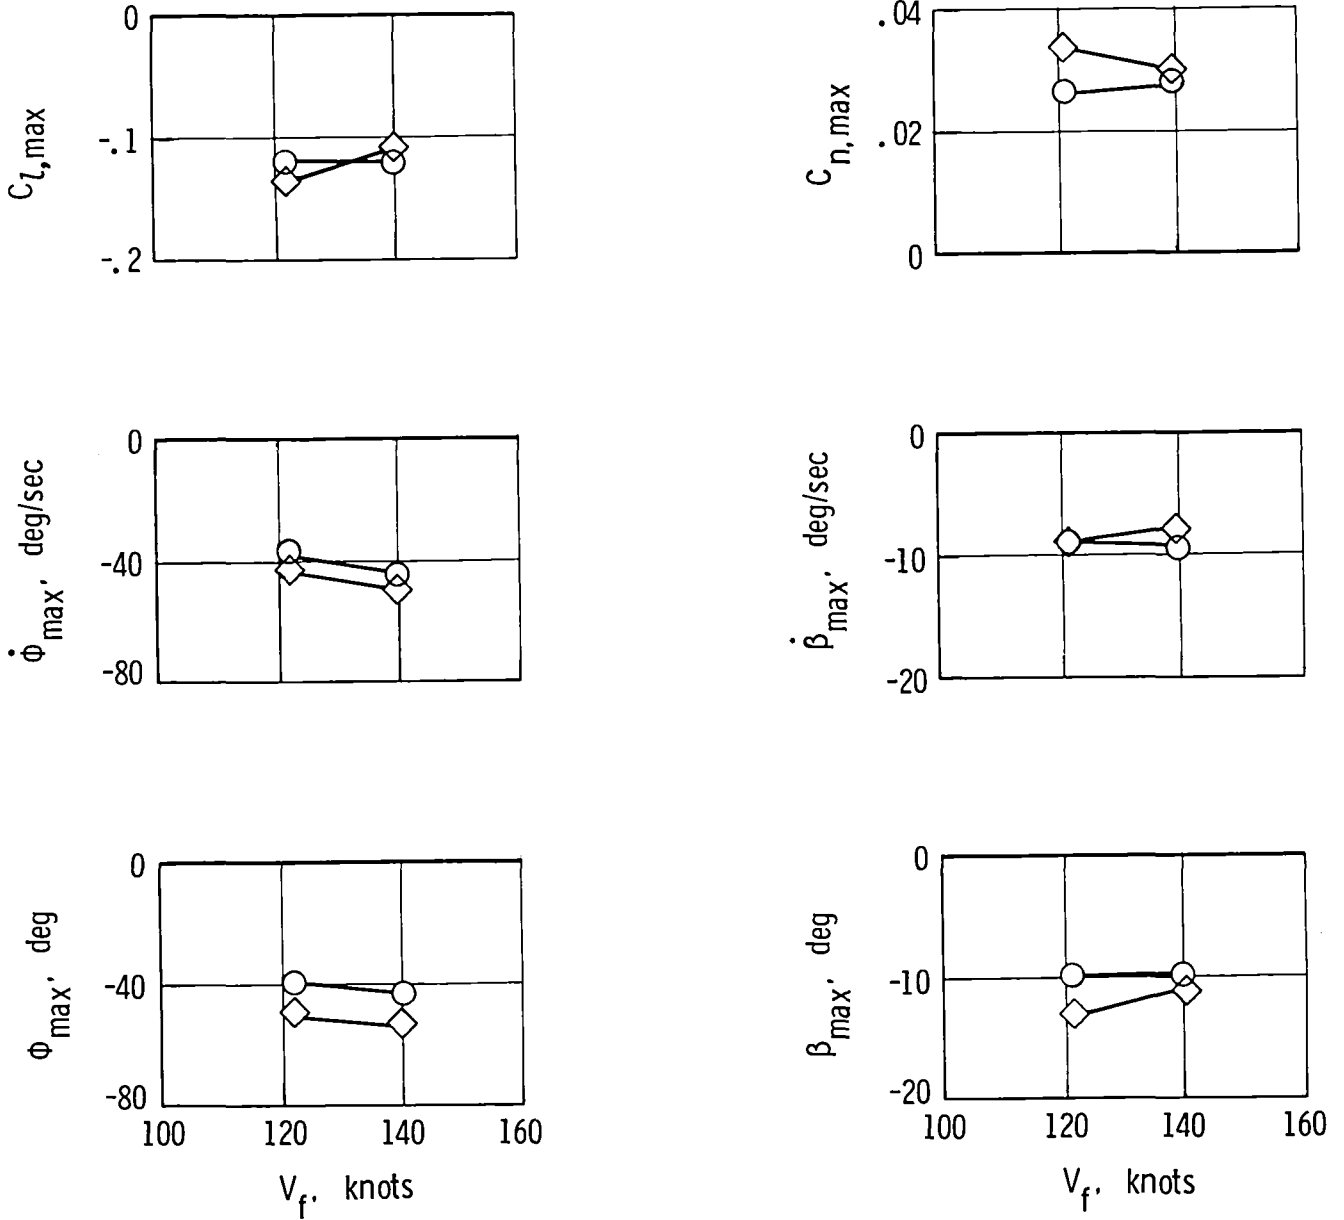 0
-.1
-.2
C_l,max
.04
.02
0
C_n,max
0
-40
-80
φ̇_max, deg/sec
0
-10
-20
β̇_max, deg/sec
0
-40
-80
φ_max, deg
100 120 140 160
V_f, knots
0
-10
-20
β_max, deg
100 120 140 160
V_f, knots